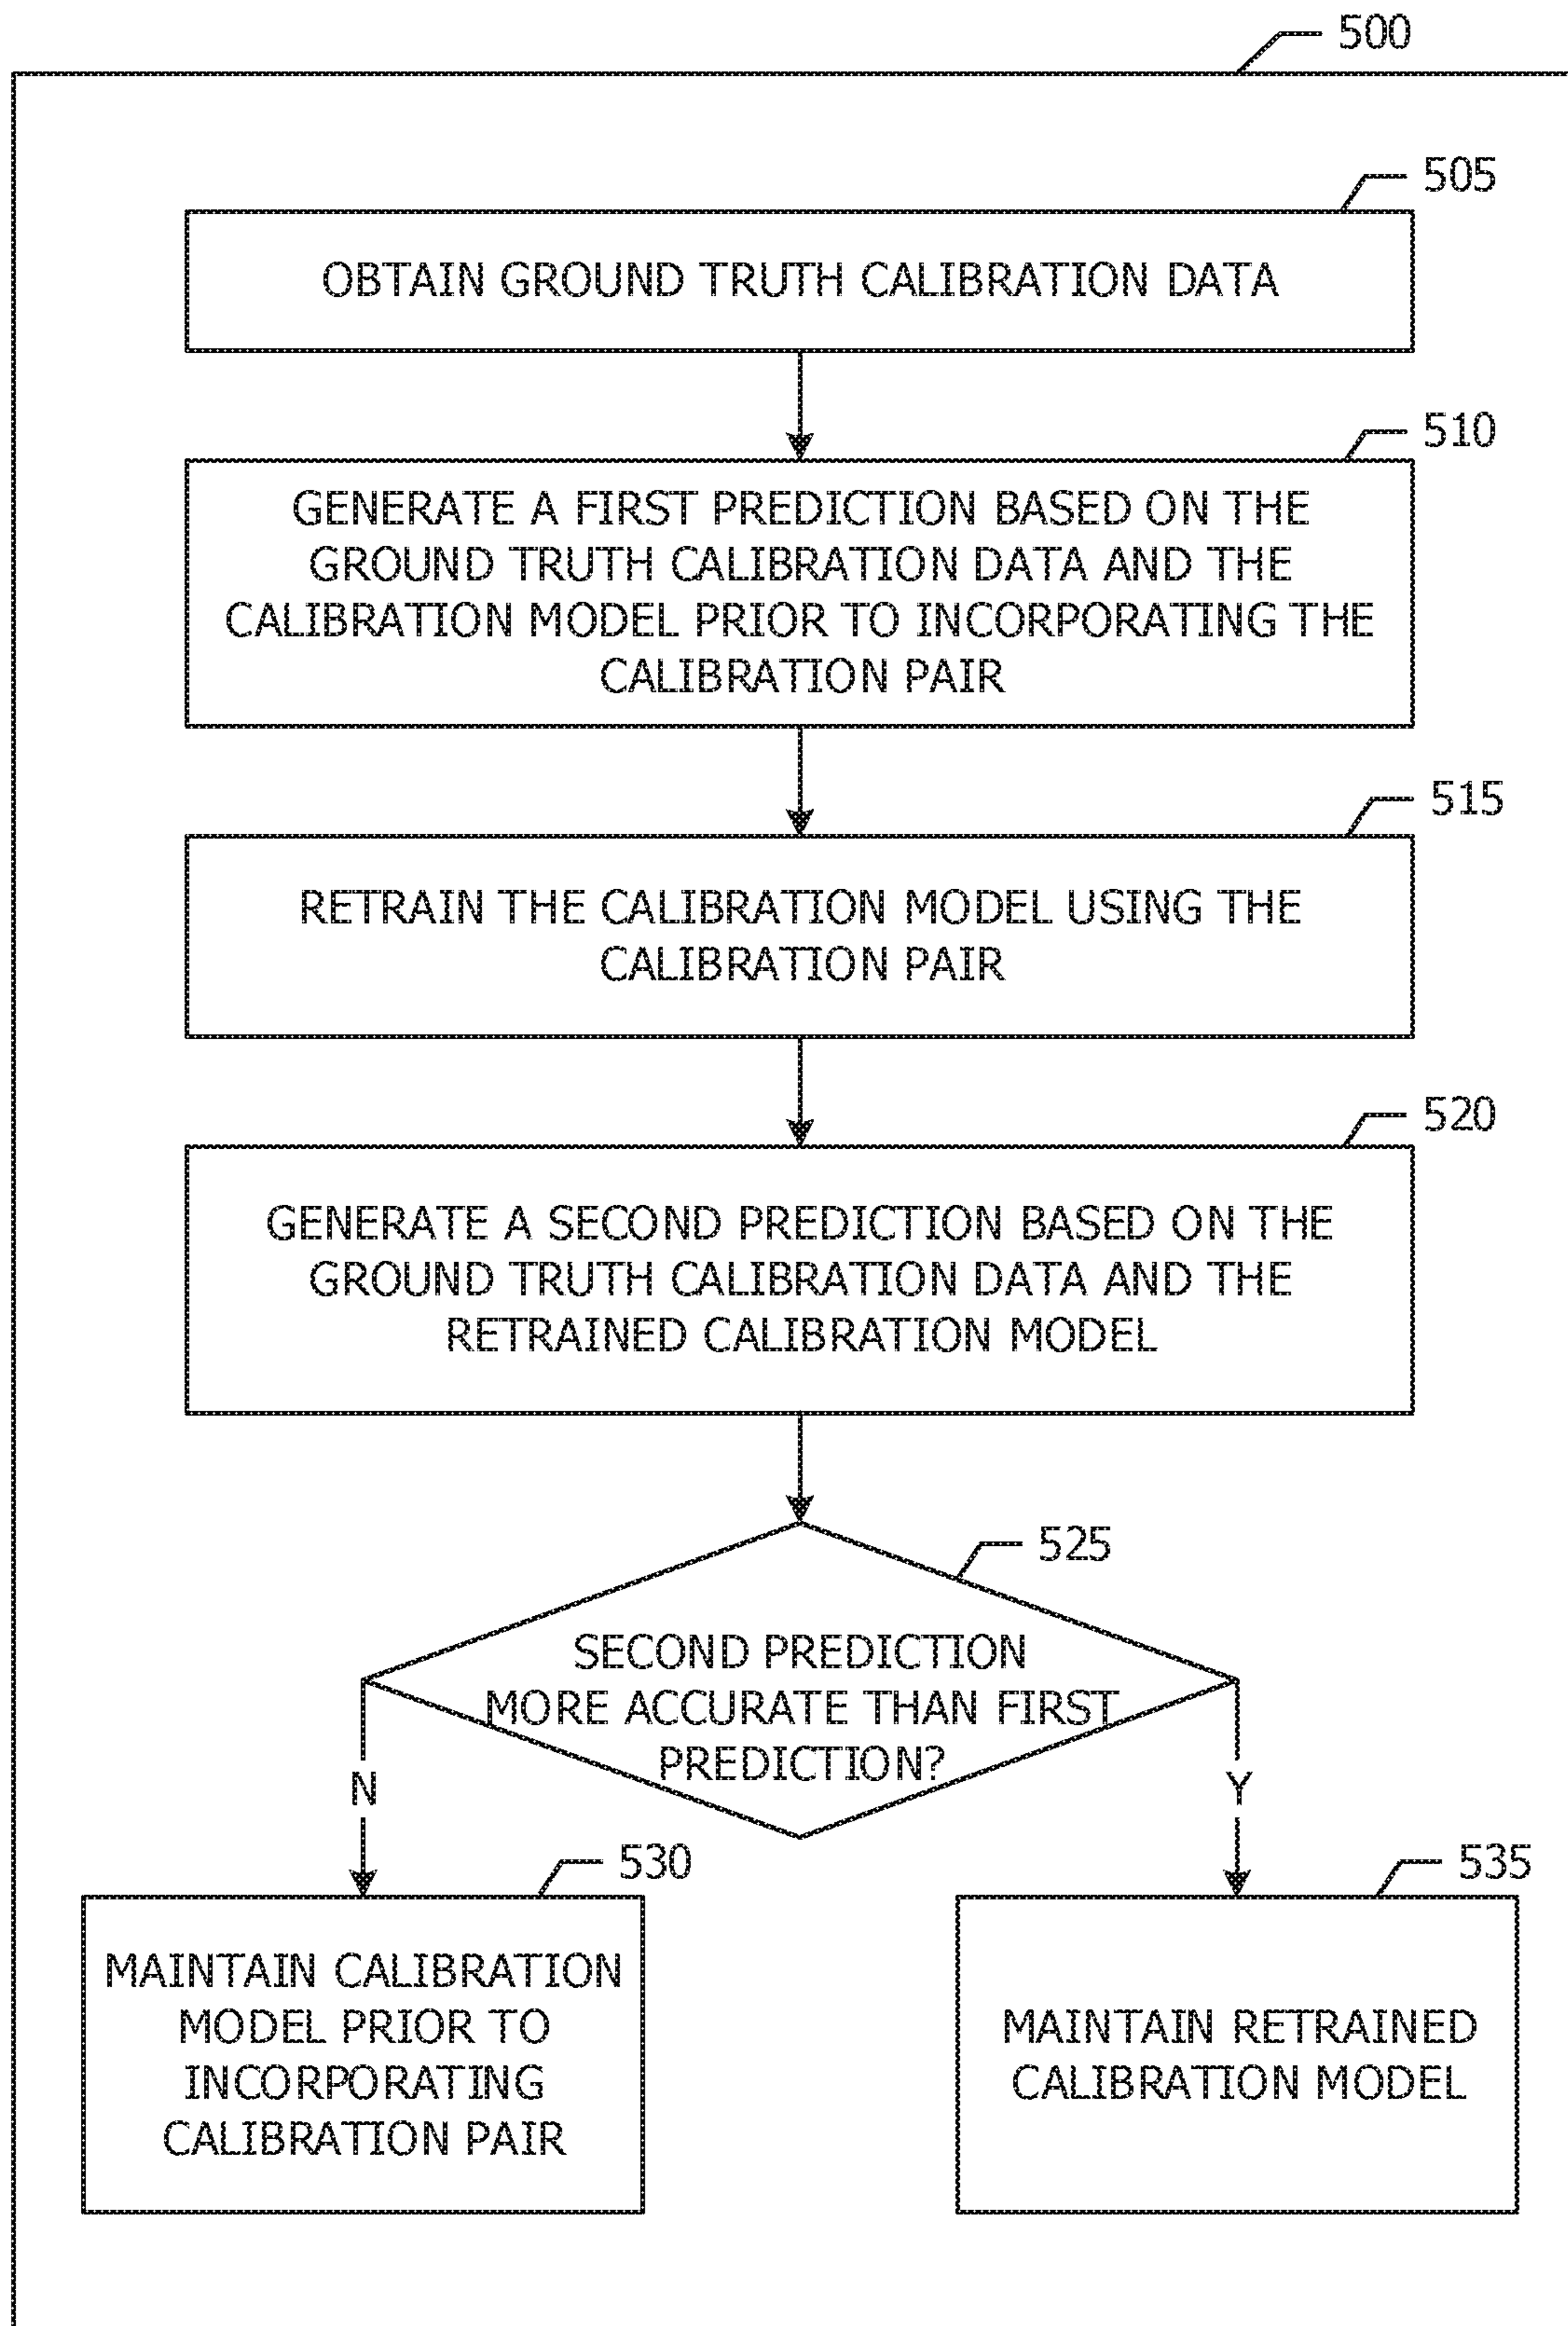 500
505
OBTAIN GROUND TRUTH CALIBRATION DATA
510
GENERATE A FIRST PREDICTION BASED ON THE
GROUND TRUTH CALIBRATION DATA AND THE
CALIBRATION MODEL PRIOR TO INCORPORATING THE
CALIBRATION PAIR
515
RETRAIN THE CALIBRATION MODEL USING THE
CALIBRATION PAIR
520
GENERATE A SECOND PREDICTION BASED ON THE
GROUND TRUTH CALIBRATION DATA AND THE
RETRAINED CALIBRATION MODEL
525
SECOND PREDICTION
MORE ACCURATE THAN FIRST
PREDICTION?
N
Y
530
MAINTAIN CALIBRATION
MODEL PRIOR TO
INCORPORATING
CALIBRATION PAIR
535
MAINTAIN RETRAINED
CALIBRATION MODEL